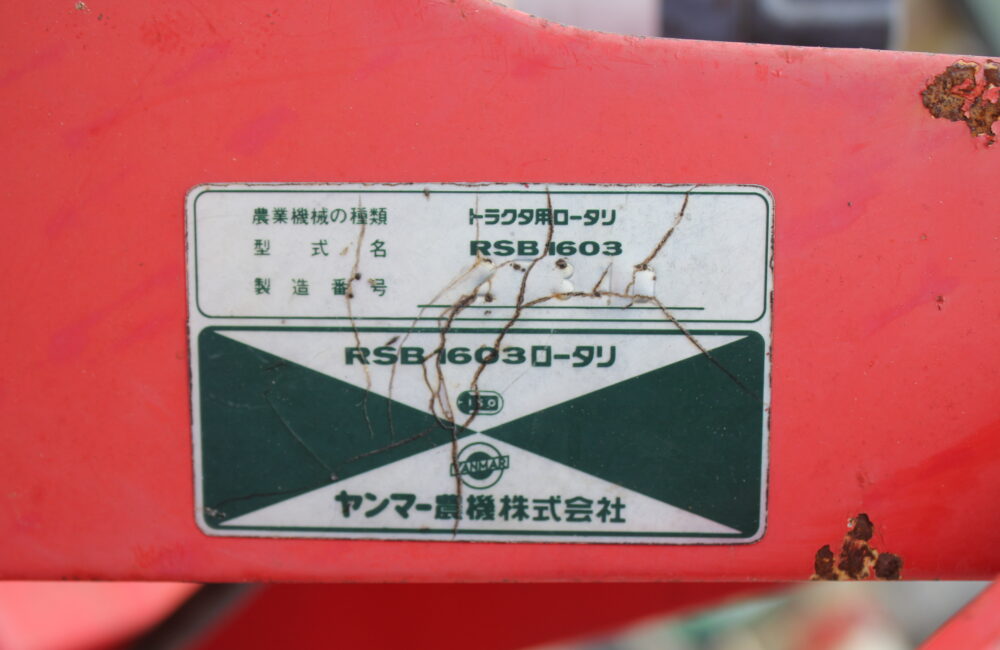 農業機械の種類 トラクタ用ロータリ
型式名 RSB1603
製造番号
RSB1603ロータリ
YANMAR
ヤンマー農機株式会社